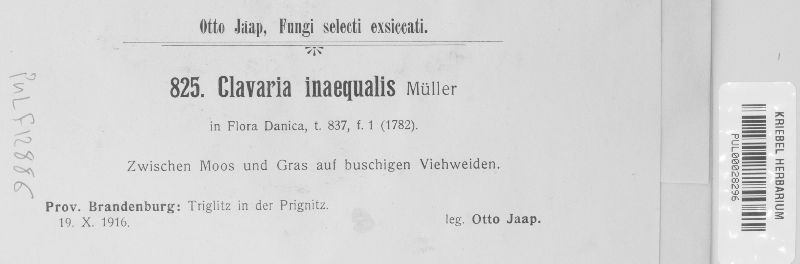 Otto Jaap, Fungi selecti exsiccati.
825. Clavaria inaequalis Müller
in Flora Danica, t. 837, f. 1 (1782).
Zwischen Moos und Gras auf buschigen Viehweiden.
Prov. Brandenburg: Triglitz in der Prignitz.
19. X. 1916.
leg. Otto Jaap.
PULF12886
KRIEBEL HERBARIUM
PUL00028296